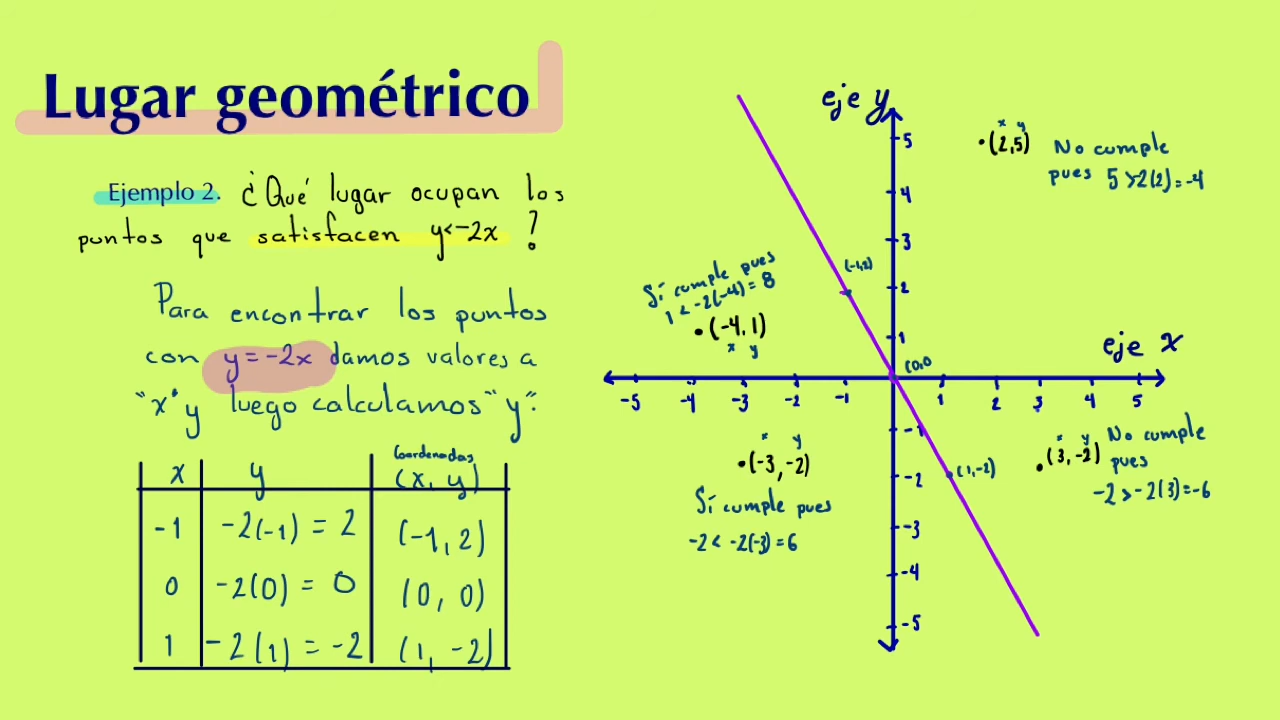 Lugar geométrico
Ejemplo 2. ¿Qué lugar ocupan los
puntos que satisfacen y<-2x ?
Para encontrar los puntos
con y = -2x damos valores a
"x" y luego calculamos "y".
Coordenadas
x y (x, y)
-1 -2(-1) = 2 (-1, 2)
0 -2(0) = 0 (0, 0)
1 -2(1) = -2 (1, -2)
eje y
x y
(2,5) No cumple
pues 5 >2(2)=-4
5
4
3
2
1
(-1,2)
Sí cumple pues
1 < -2(-4) = 8
(-4, 1)
x y
(0,0
eje x
-5 -4 -3 -2 -1 1 2 3 4 5
-1
-2
-3
-4
-5
x y
(-3, -2)
Sí cumple pues
-2 < -2(-3) = 6
(1, -2)
x y
(3, -2) No cumple
pues
-2 > -2(3) = -6